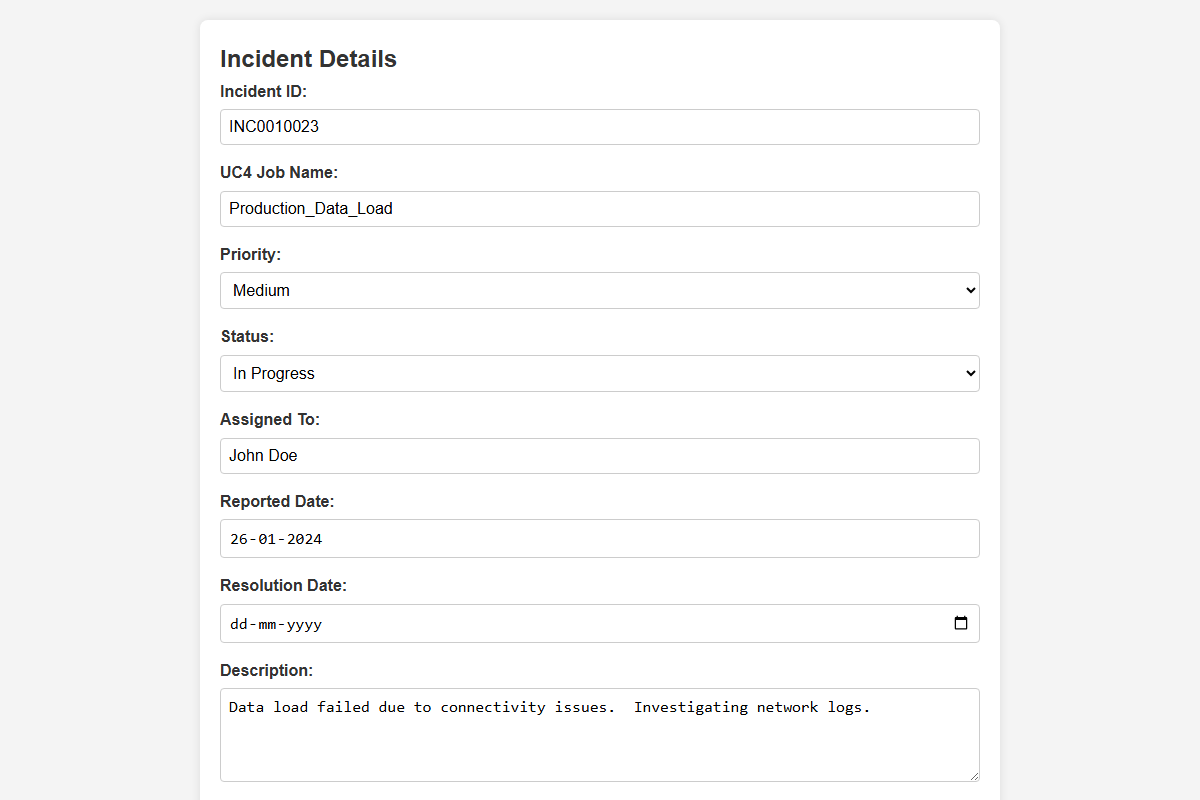 Incident Details
Incident ID:
INC0010023
UC4 Job Name:
Production_Data_Load
Priority:
Medium
Status:
In Progress
Assigned To:
John Doe
Reported Date:
26-01-2024
Resolution Date:
dd-mm-yyyy
Description:
Data load failed due to connectivity issues.  Investigating network logs.